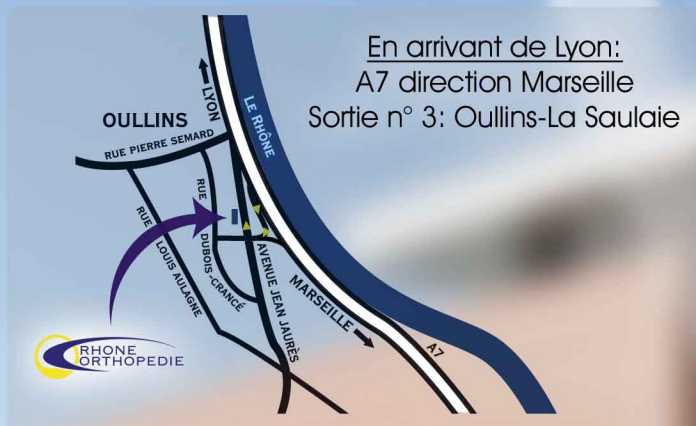 En arrivant de Lyon:
A7 direction Marseille
Sortie n° 3: Oullins-La Saulaie
LYON
LE RHÔNE
OULLINS
RUE PIERRE SEMARD
RUE
DUBOIS-CRANCÉ
RUE LOUIS AULAGNE
AVENUE JEAN JAURÈS
MARSEILLE
A7
RHONE
ORTHOPEDIE